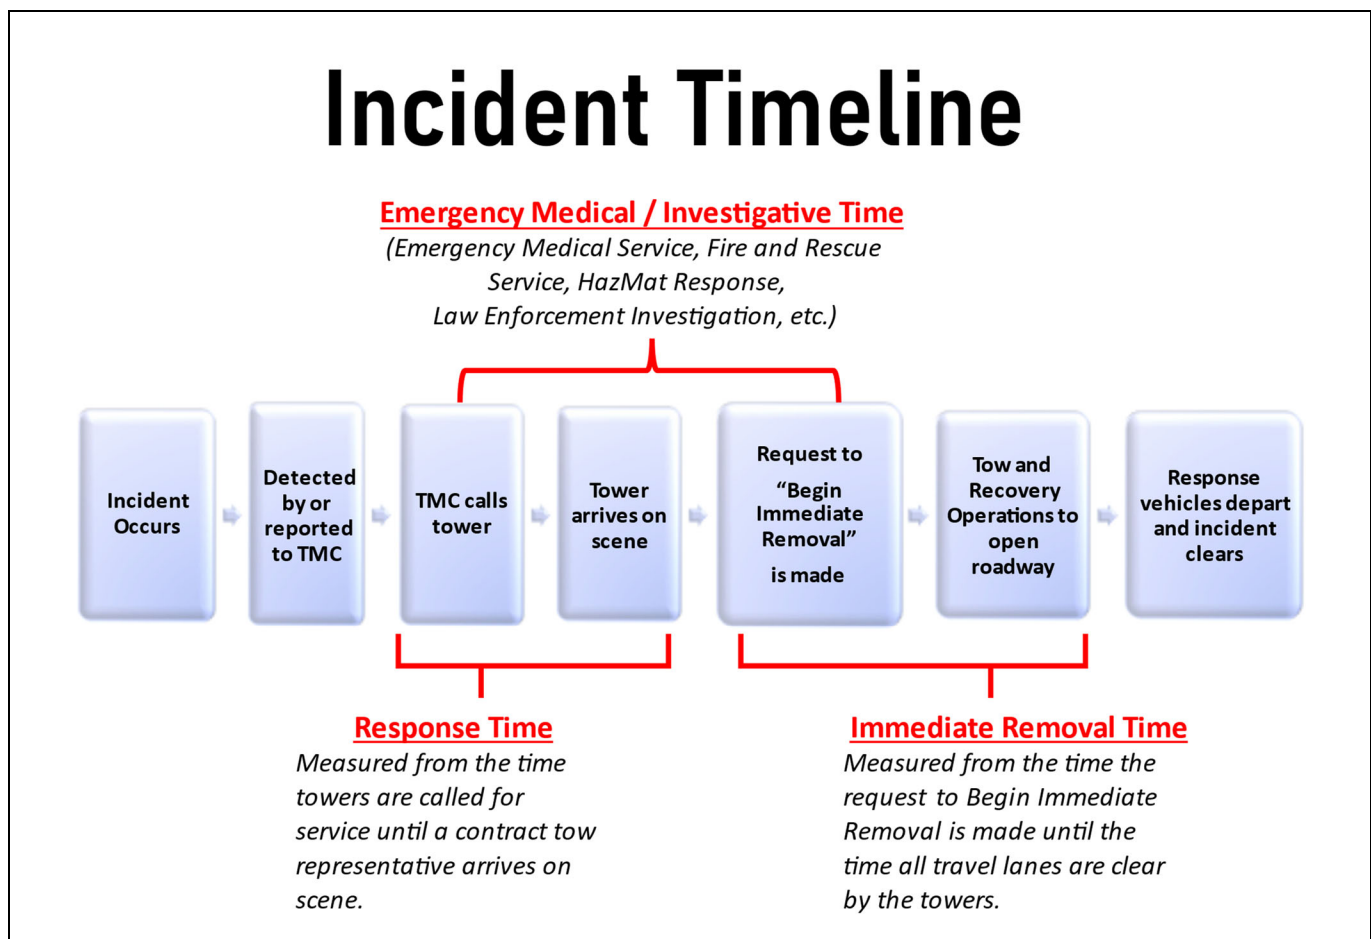 Incident Timeline
Emergency Medical / Investigative Time
(Emergency Medical Service, Fire and Rescue
Service, HazMat Response,
Law Enforcement Investigation, etc.)
Incident
Occurs
Detected
by or
reported
to TMC
TMC calls
tower
Tower
arrives on
scene
Request to
“Begin
Immediate
Removal”
is made
Tow and
Recovery
Operations to
open
roadway
Response
vehicles depart
and incident
clears
Response Time
Measured from the time
towers are called for
service until a contract tow
representative arrives on
scene.
Immediate Removal Time
Measured from the time the
request to Begin Immediate
Removal is made until the
time all travel lanes are clear
by the towers.